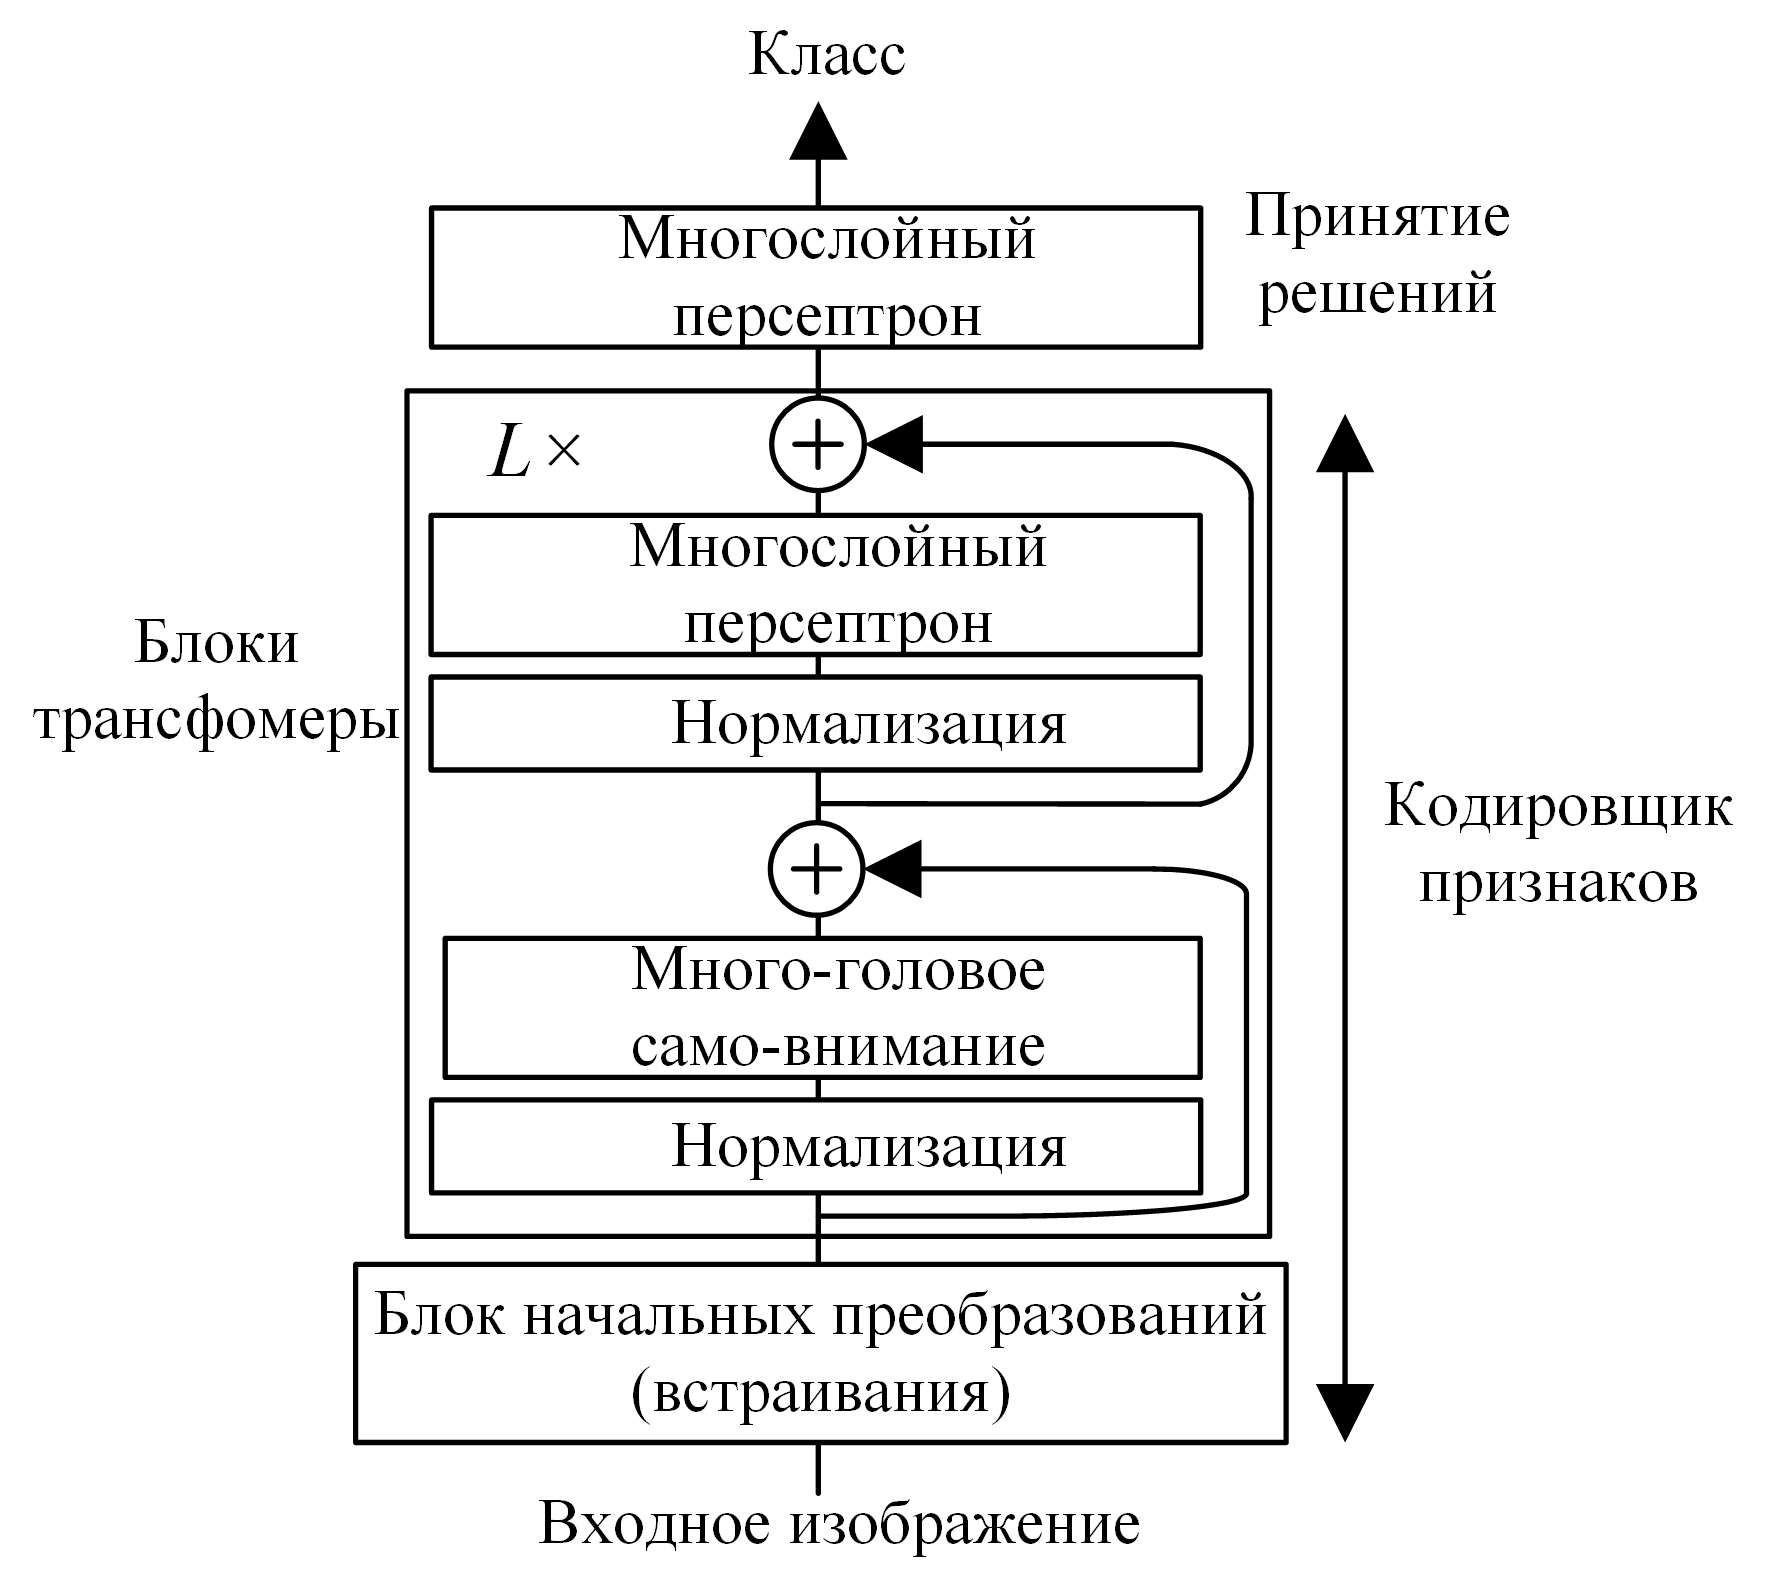 Класс
Многослойный
персептрон
Принятие
решений
L×
Многослойный
персептрон
Блоки
трансфомеры
Нормализация
Кодировщик
признаков
Много-головое
само-внимание
Нормализация
Блок начальных преобразований
(встраивания)
Входное изображение